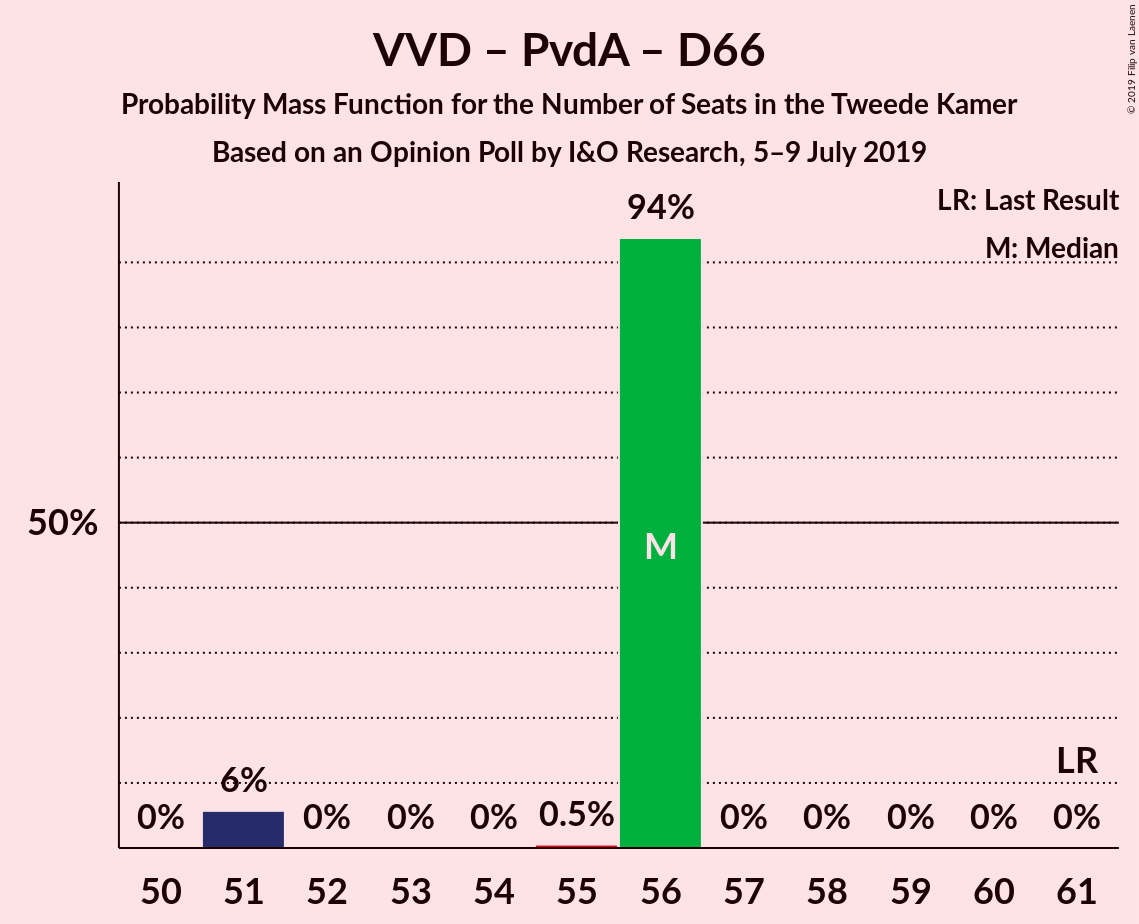 VVD – PvdA – D66
Probability Mass Function for the Number of Seats in the Tweede Kamer
Based on an Opinion Poll by I&O Research, 5–9 July 2019
© 2019 Filip van Laenen
LR: Last Result
M: Median
94%
50%
M
LR
6%
0% 0% 0% 0% 0.5% 0% 0% 0% 0% 0%
50 51 52 53 54 55 56 57 58 59 60 61